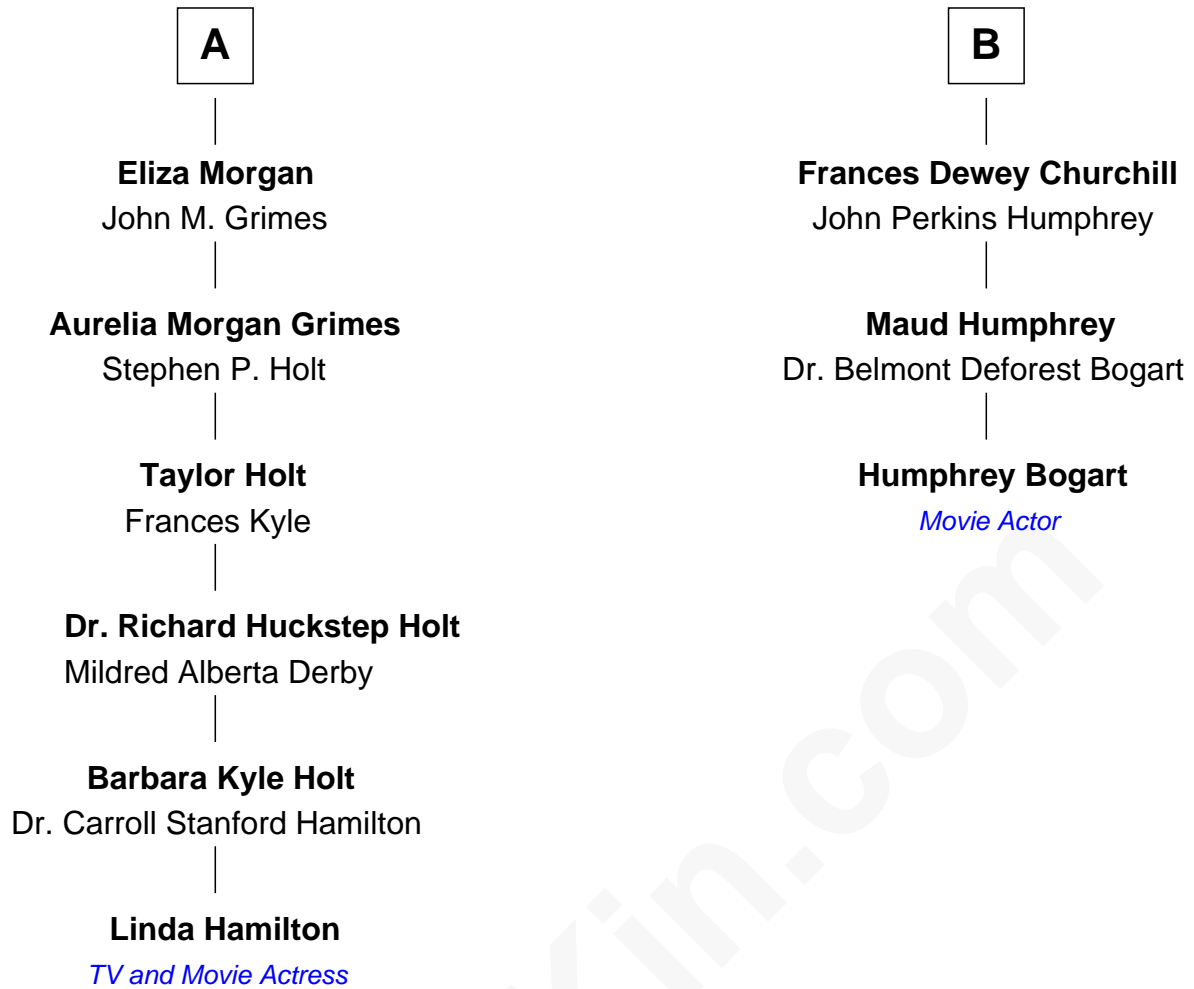 A
Eliza Morgan
John M. Grimes
Aurelia Morgan Grimes
Stephen P. Holt
Taylor Holt
Frances Kyle
Dr. Richard Huckstep Holt
Mildred Alberta Derby
Barbara Kyle Holt
Dr. Carroll Stanford Hamilton
Linda Hamilton
TV and Movie Actress
B
Frances Dewey Churchill
John Perkins Humphrey
Maud Humphrey
Dr. Belmont Deforest Bogart
Humphrey Bogart
Movie Actor
in.com